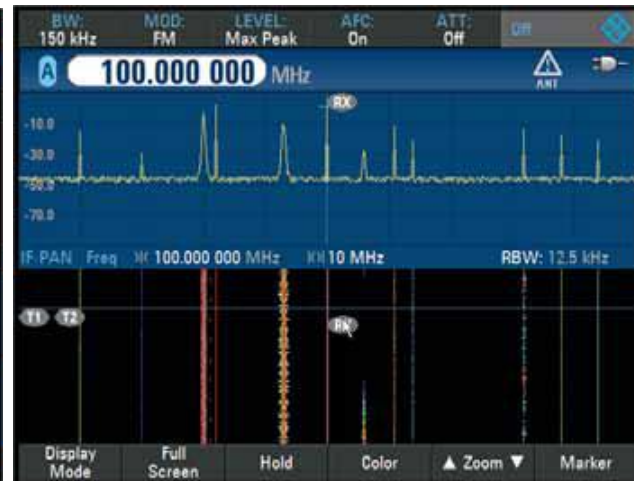 BW: MOD: LEVEL: AFC: ATT:
150 kHz FM Max Peak On Off Off
A 100.000 000 MHz
ANT
RX
-10.0
-30.0
-50.0
-70.0
IF-PAN Freq 100.000 000 MHz 10 MHz RBW: 12.5 kHz
T1 T2
RX
Display Mode Full Screen Hold Color ▲ Zoom ▼ Marker